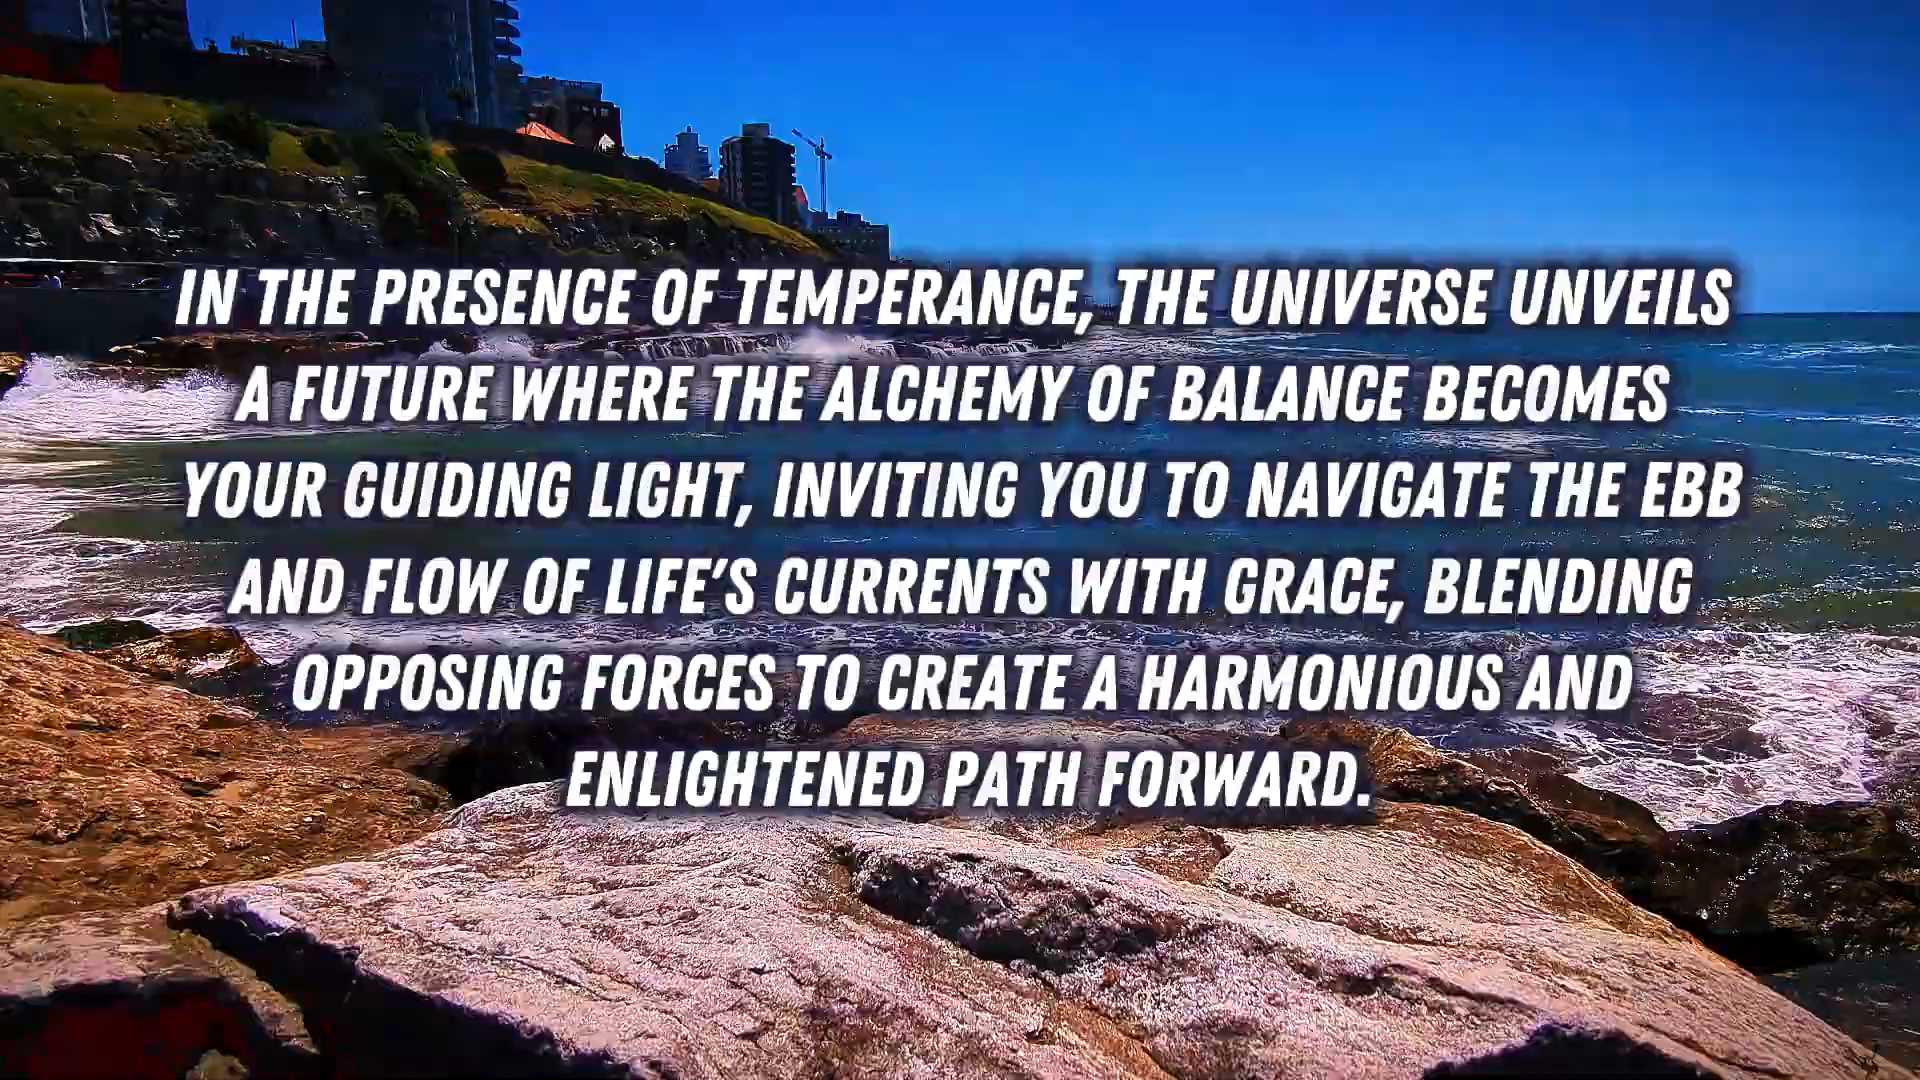 IN THE PRESENCE OF TEMPERANCE, THE UNIVERSE UNVEILS
A FUTURE WHERE THE ALCHEMY OF BALANCE BECOMES
YOUR GUIDING LIGHT, INVITING YOU TO NAVIGATE THE EBB
AND FLOW OF LIFE'S CURRENTS WITH GRACE, BLENDING
OPPOSING FORCES TO CREATE A HARMONIOUS AND
ENLIGHTENED PATH FORWARD.